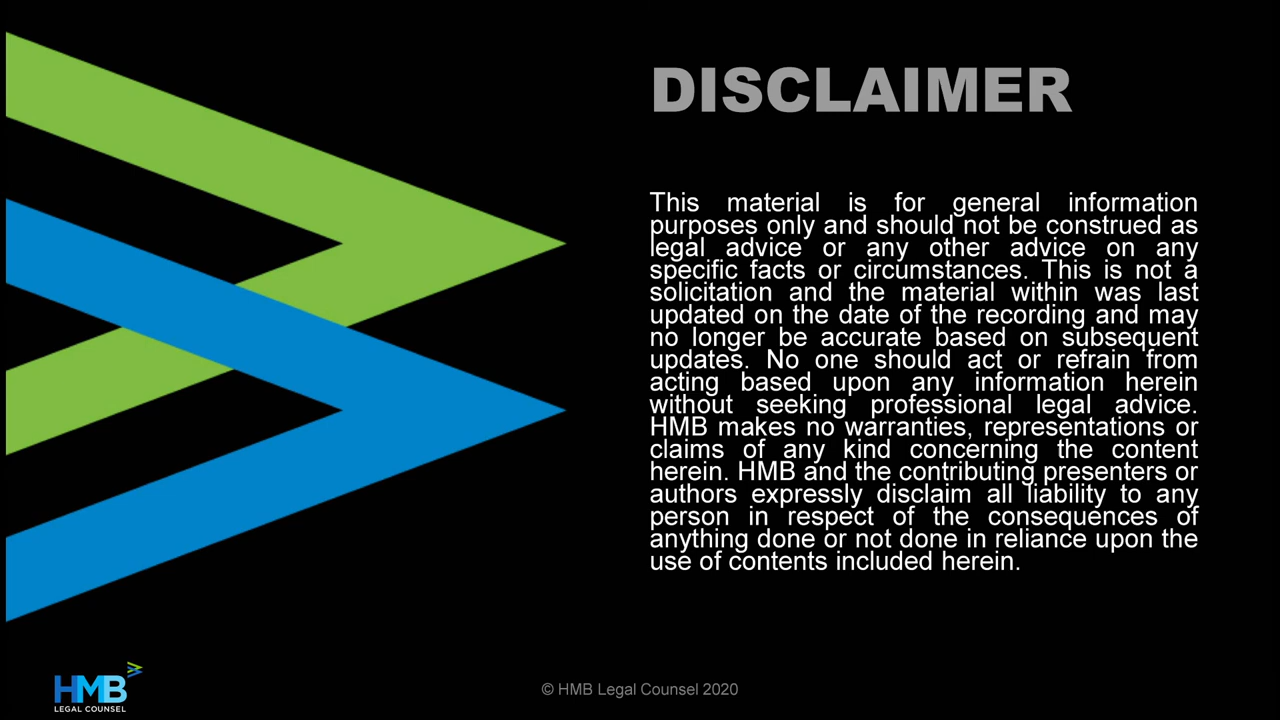 DISCLAIMER
This material is for general information
purposes only and should not be construed as
legal advice or any other advice on any
specific facts or circumstances. This is not a
solicitation and the material within was last
updated on the date of the recording and may
no longer be accurate based on subsequent
updates. No one should act or refrain from
acting based upon any information herein
without seeking professional legal advice.
HMB makes no warranties, representations or
claims of any kind concerning the content
herein. HMB and the contributing presenters or
authors expressly disclaim all liability to any
person in respect of the consequences of
anything done or not done in reliance upon the
use of contents included herein.
HMB
LEGAL COUNSEL
© HMB Legal Counsel 2020